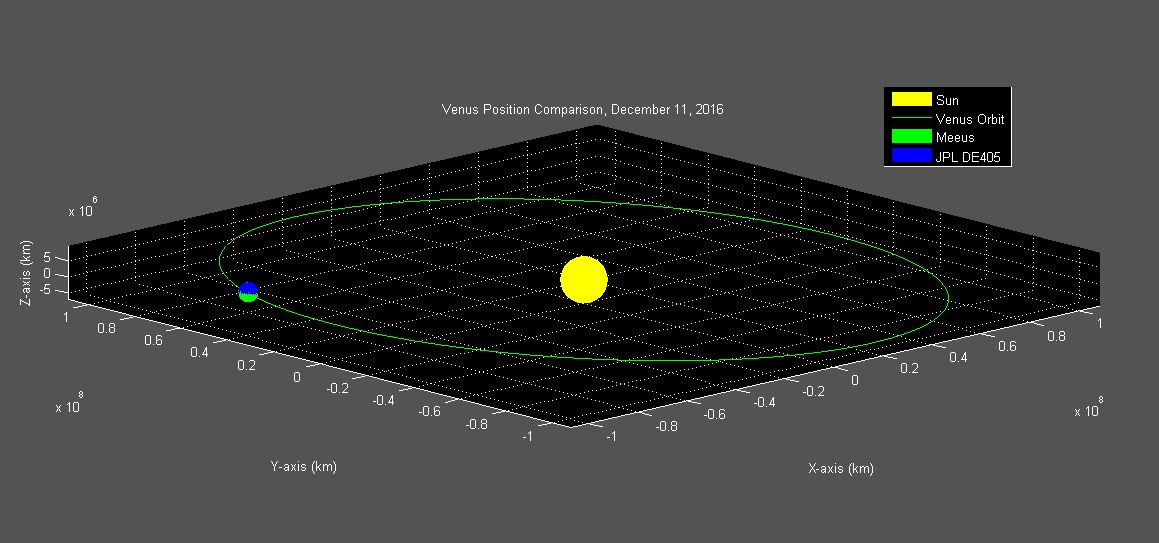 Venus Position Comparison, December 11, 2016
Sun
Venus Orbit
Meeus
JPL DE405
x 10^6
Z-axis (km)
5
0
-5
1
0.8
0.6
0.4
0.2
0
-0.2
-0.4
-0.6
-0.8
-1
x 10^8
Y-axis (km)
-1
-0.8
-0.6
-0.4
-0.2
0
0.2
0.4
0.6
0.8
1
x 10^8
X-axis (km)